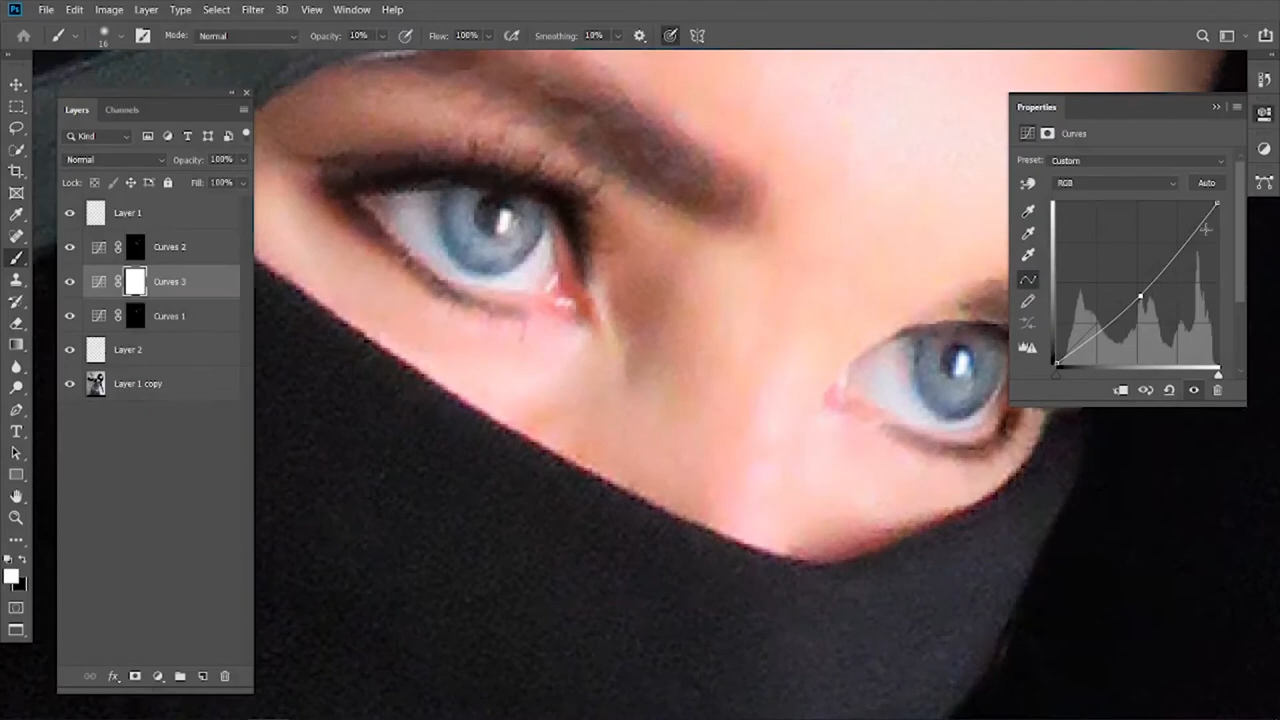 Ps File Edit Image Layer Type Select Filter 3D View Window Help
16 Mode: Normal Opacity: 10% Flow: 100% Smoothing: 10%
Layers Channels
Kind
Normal Opacity: 100%
Lock: Fill: 100%
Layer 1
Curves 2
Curves 3
Curves 1
Layer 2
Layer 1 copy
fx
Properties
Curves
Preset: Custom
RGB Auto